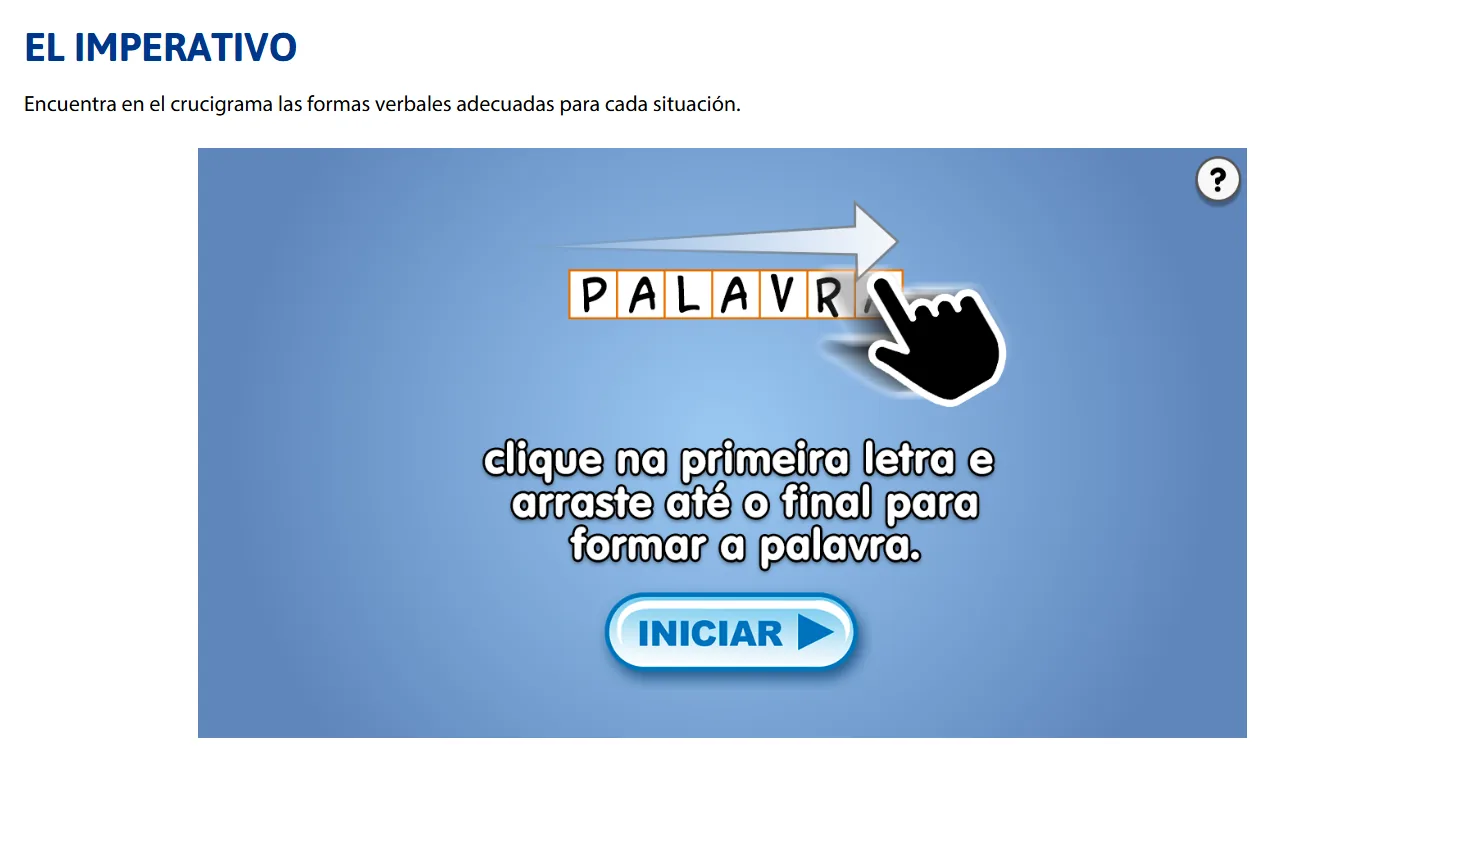 EL IMPERATIVO
Encuentra en el crucigrama las formas verbales adecuadas para cada situación.
?
PALAVRA
clique na primeira letra e
arraste até o final para
formar a palavra.
INICIAR